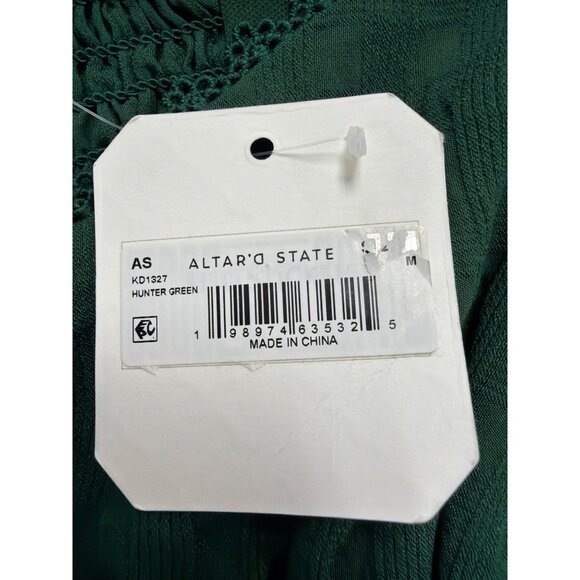 AS ALTAR'D STATE
KD1327 M
HUNTER GREEN
1 98974 63532 5
MADE IN CHINA